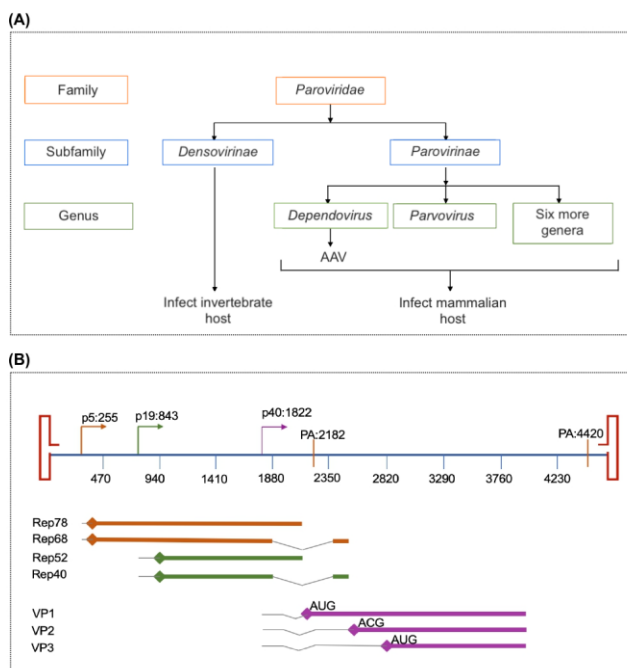 (A)
Family
Paroviridae
Subfamily
Densovirinae
Parovirinae
Genus
Dependovirus
Parvovirus
Six more
genera
AAV
Infect invertebrate
host
Infect mammalian
host
(B)
p5:255
p19:843
p40:1822
PA:2182
PA:4420
470
940
1410
1880
2350
2820
3290
3760
4230
Rep78
Rep68
Rep52
Rep40
VP1
AUG
VP2
ACG
VP3
AUG